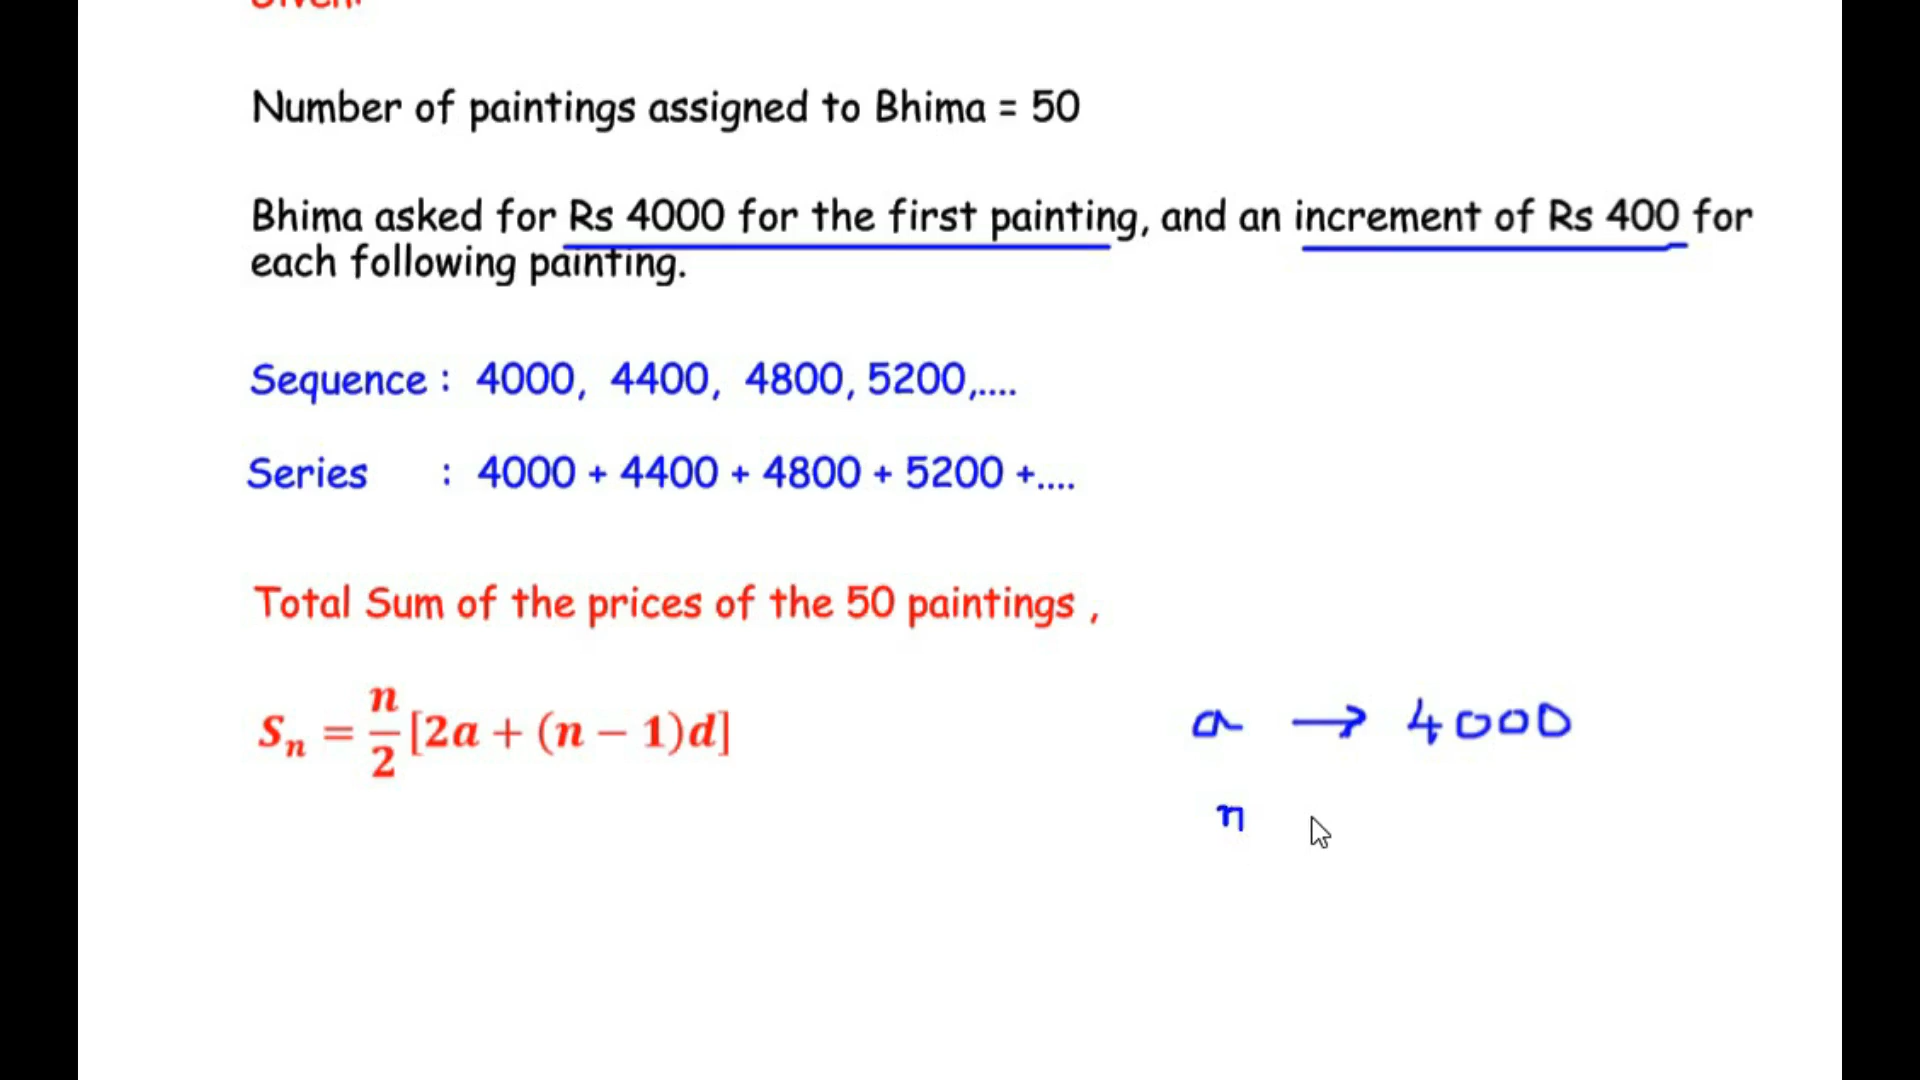 Given:
Number of paintings assigned to Bhima = 50
Bhima asked for Rs 4000 for the first painting, and an increment of Rs 400 for
each following painting.
Sequence : 4000, 4400, 4800, 5200,....
Series : 4000 + 4400 + 4800 + 5200 +....
Total Sum of the prices of the 50 paintings ,
Sₙ = n/2 [2a + (n − 1)d]
a → 4000
n